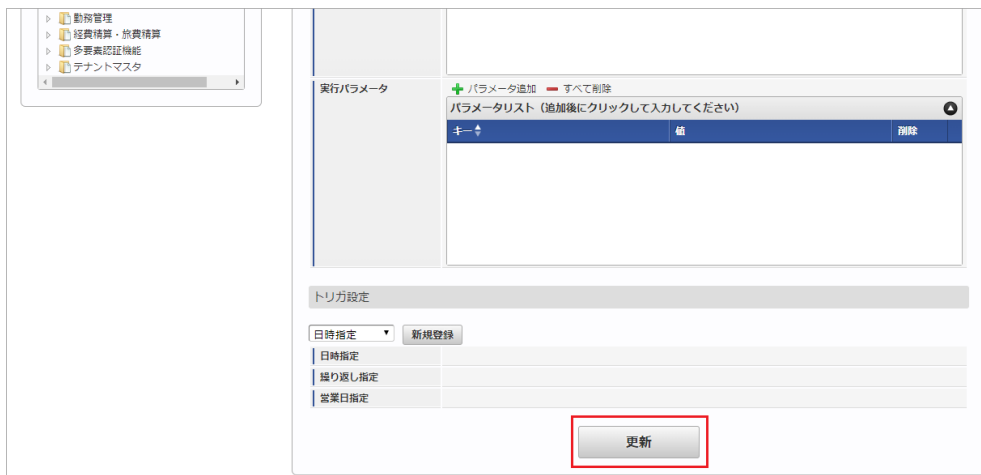 勤務管理
経費精算・旅費精算
多要素認証機能
テナントマスタ
実行パラメータ
パラメータ追加 すべて削除
パラメータリスト（追加後にクリックして入力してください）
キー 値 削除
トリガ設定
日時指定 新規登録
日時指定
繰り返し指定
営業日指定
更新